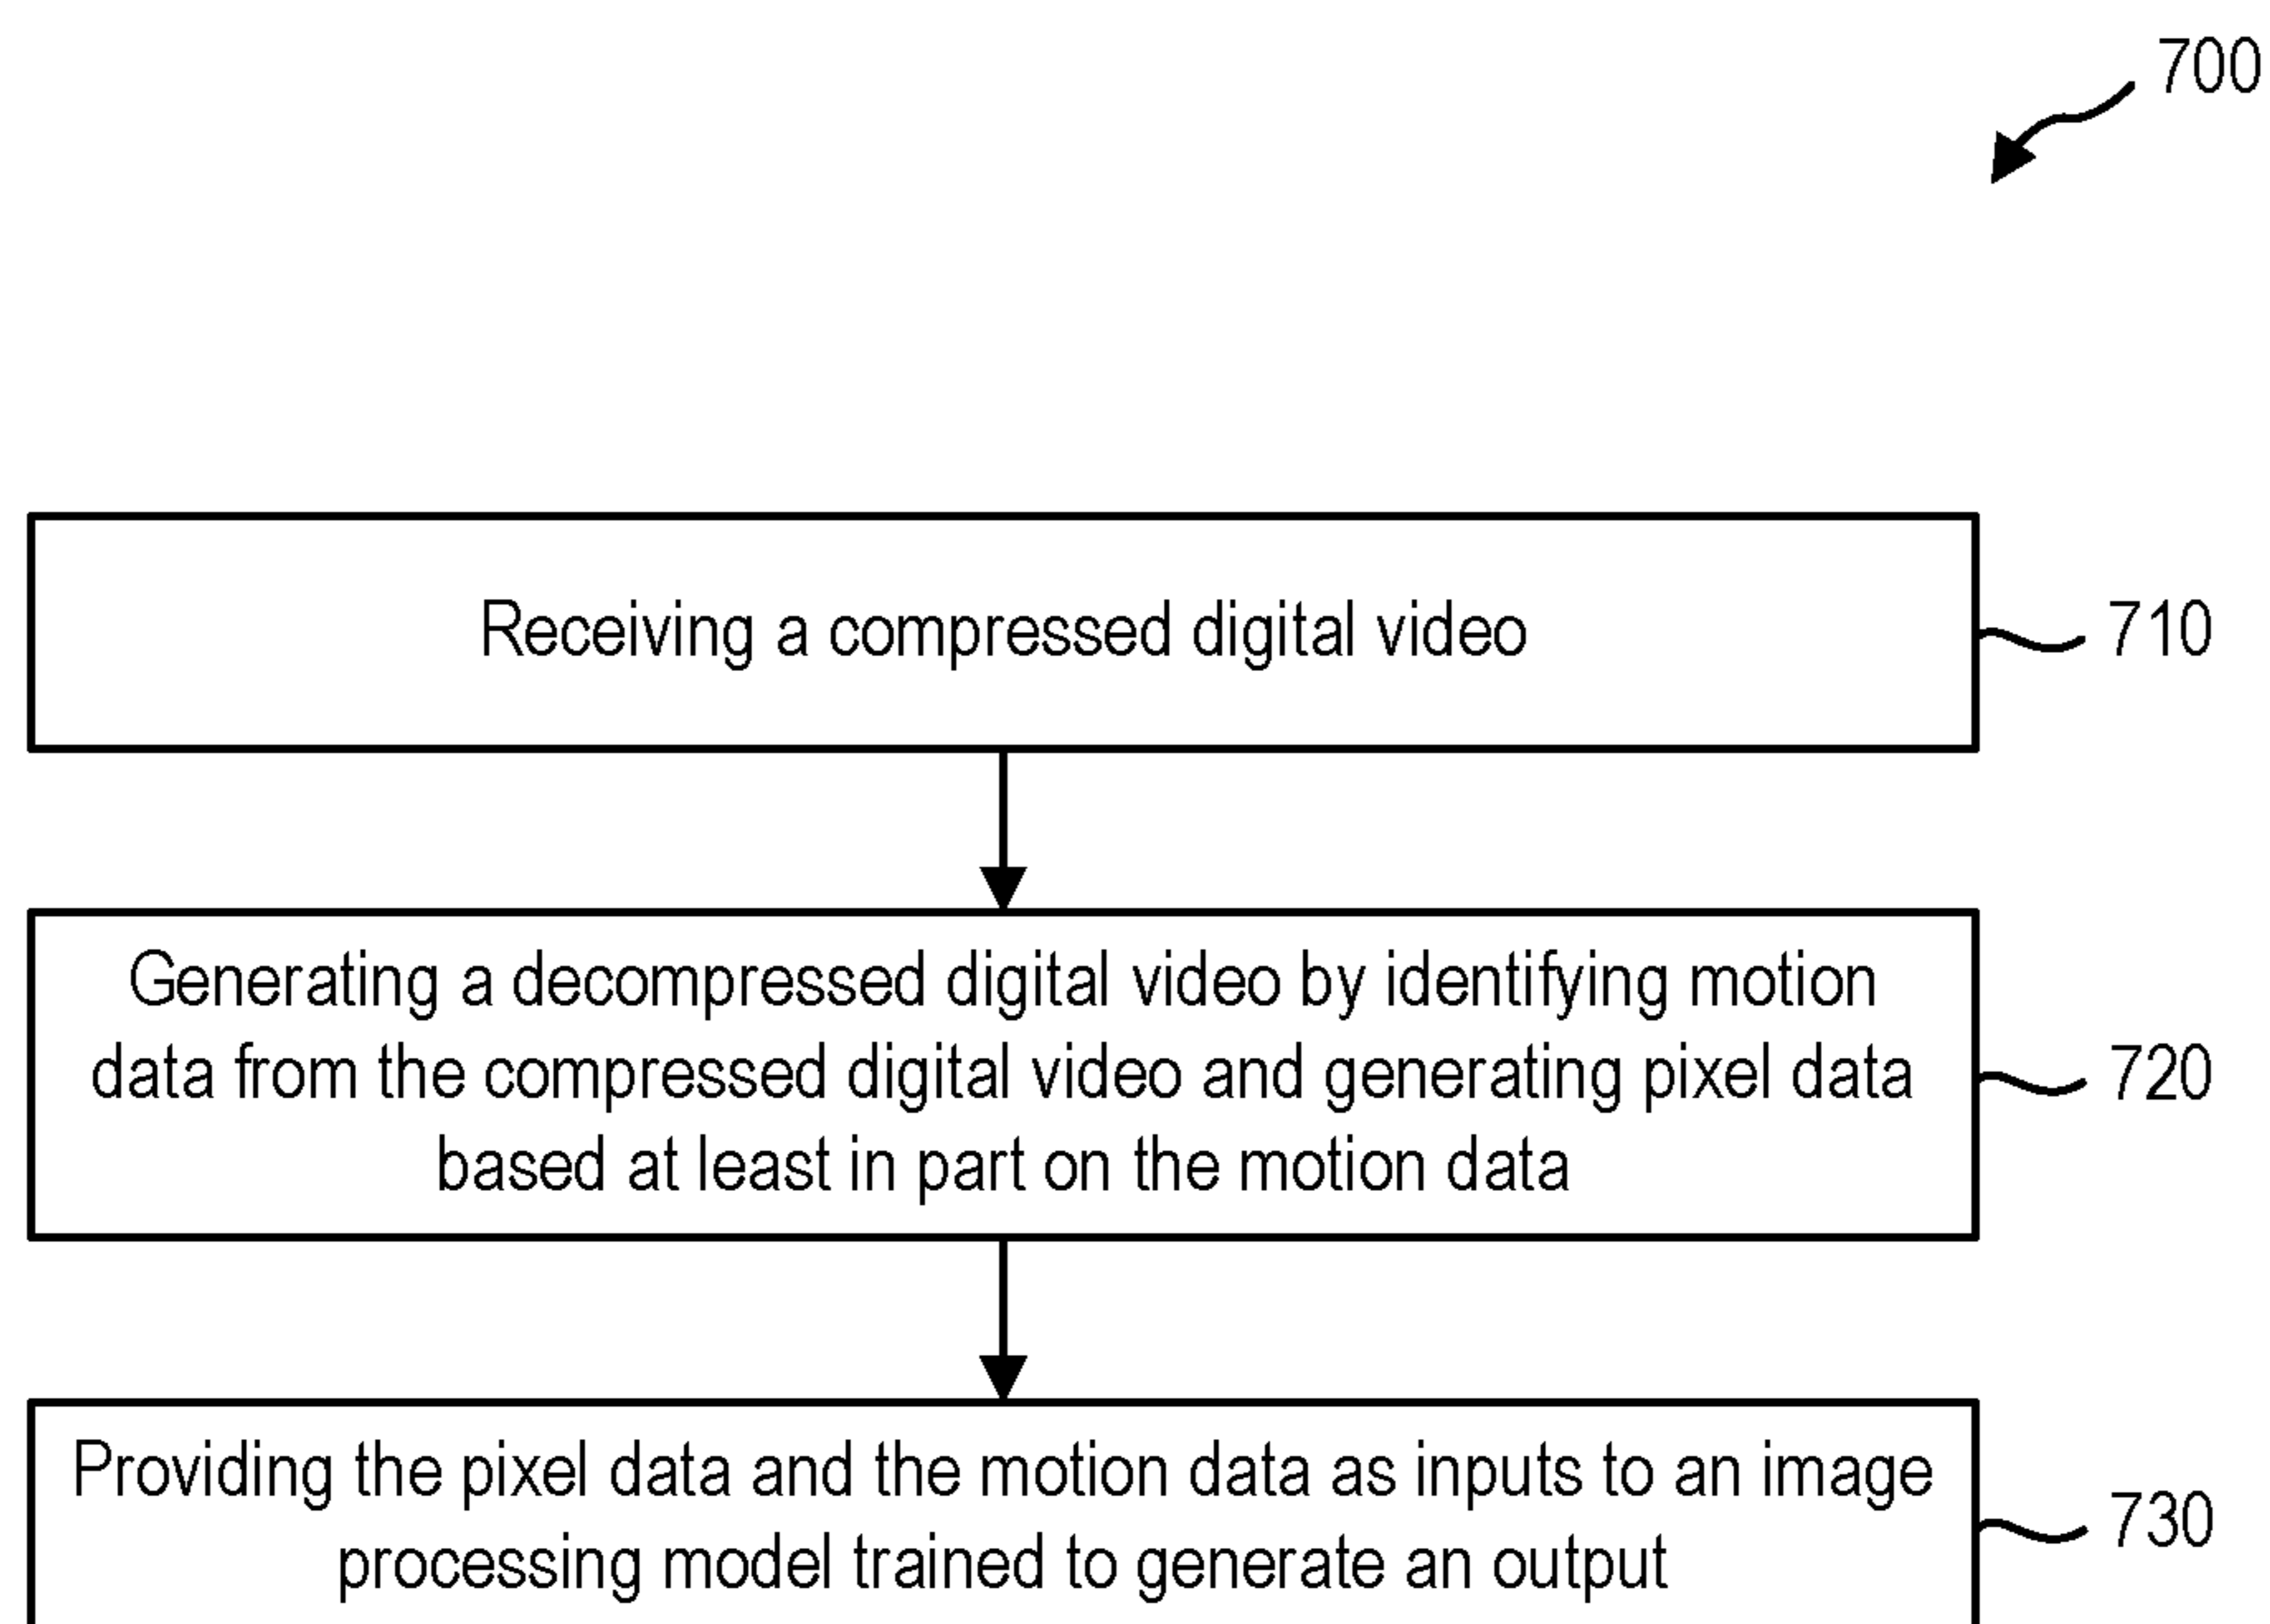 700
Receiving a compressed digital video
710
Generating a decompressed digital video by identifying motion
data from the compressed digital video and generating pixel data
based at least in part on the motion data
720
Providing the pixel data and the motion data as inputs to an image
processing model trained to generate an output
730